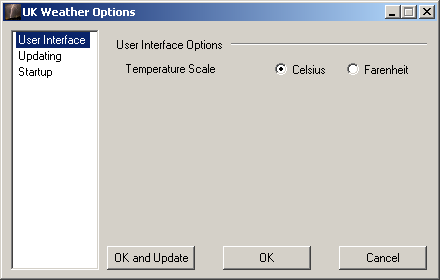 UK Weather Options
User Interface
Updating
Startup
User Interface Options
Temperature Scale Celsius Farenheit
OK and Update OK Cancel